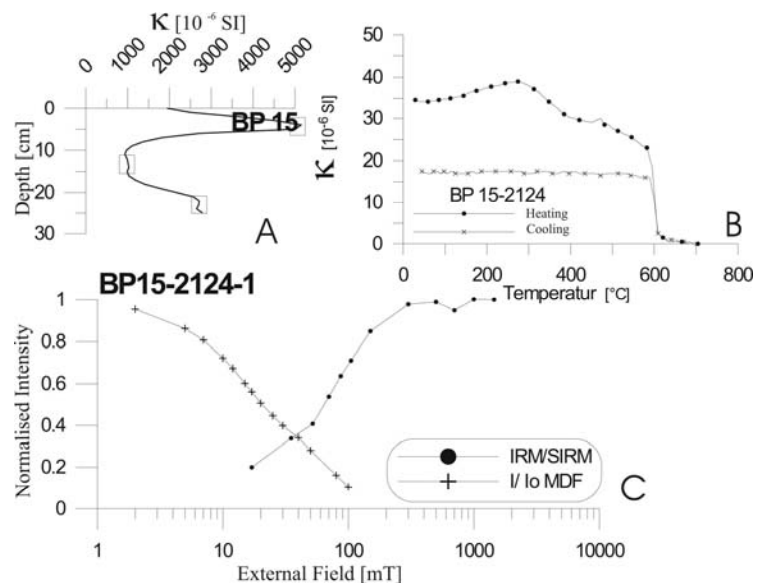 K [10 -6 SI]
0 1000 2000 3000 4000 5000
0
10
20
30
Depth [cm]
BP 15
A
50
40
30
20
10
0
K [10-6 SI]
BP 15-2124
Heating
Cooling
B
0 200 400 600 800
Temperatur [°C]
BP15-2124-1
1
0.8
0.6
0.4
0.2
0
Normalised Intensity
IRM/SIRM
I/ Io MDF
C
1 10 100 1000 10000
External Field [mT]